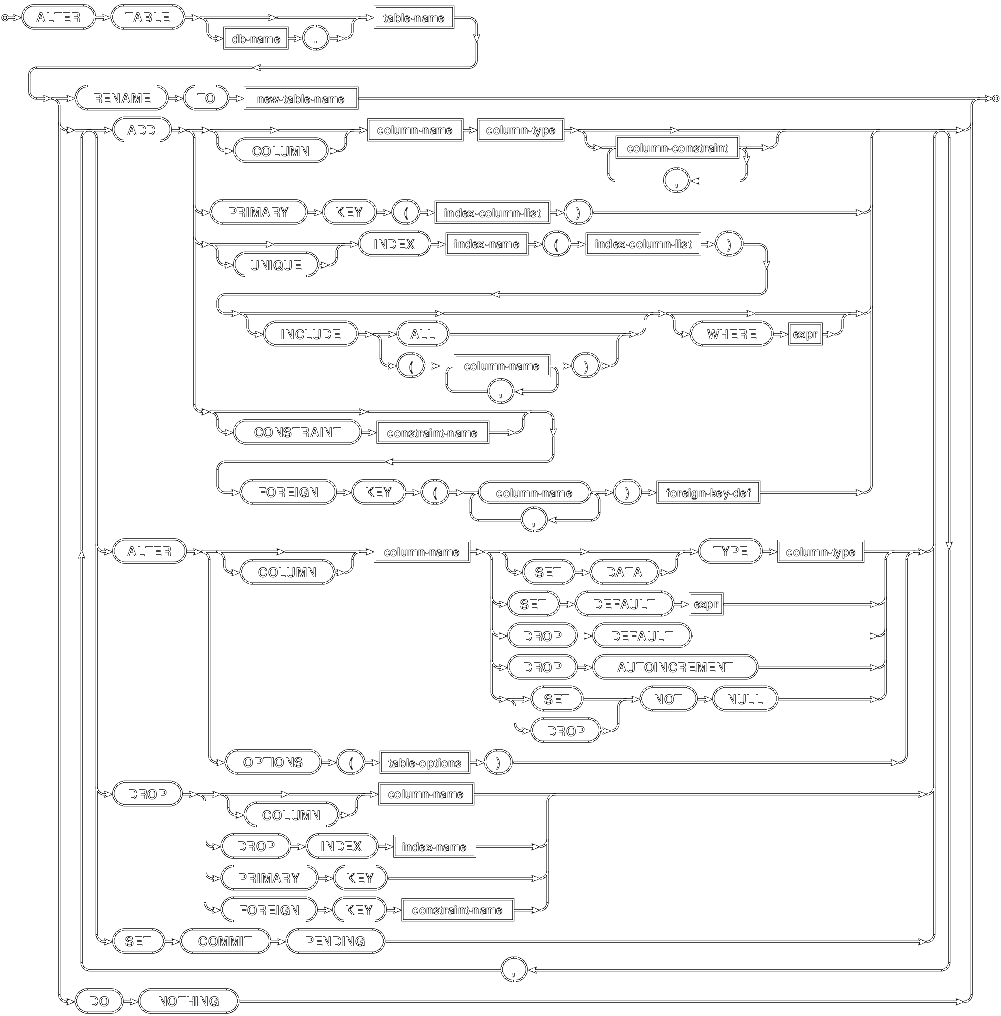 ALTER TABLE table-name
db-name .
RENAME TO new-table-name
ADD column-name column-type
COLUMN column-constraint
,
PRIMARY KEY ( index-column-list )
INDEX index-name ( index-column-list )
UNIQUE
INCLUDE ALL WHERE expr
( column-name )
,
CONSTRAINT constraint-name
FOREIGN KEY ( column-name ) foreign-key-def
,
ALTER column-name TYPE column-type
COLUMN SET DATA
SET DEFAULT expr
DROP DEFAULT
DROP AUTOINCREMENT
SET NOT NULL
DROP
OPTIONS ( table-options )
DROP column-name
COLUMN
DROP INDEX index-name
PRIMARY KEY
FOREIGN KEY constraint-name
SET COMMIT PENDING
,
DO NOTHING